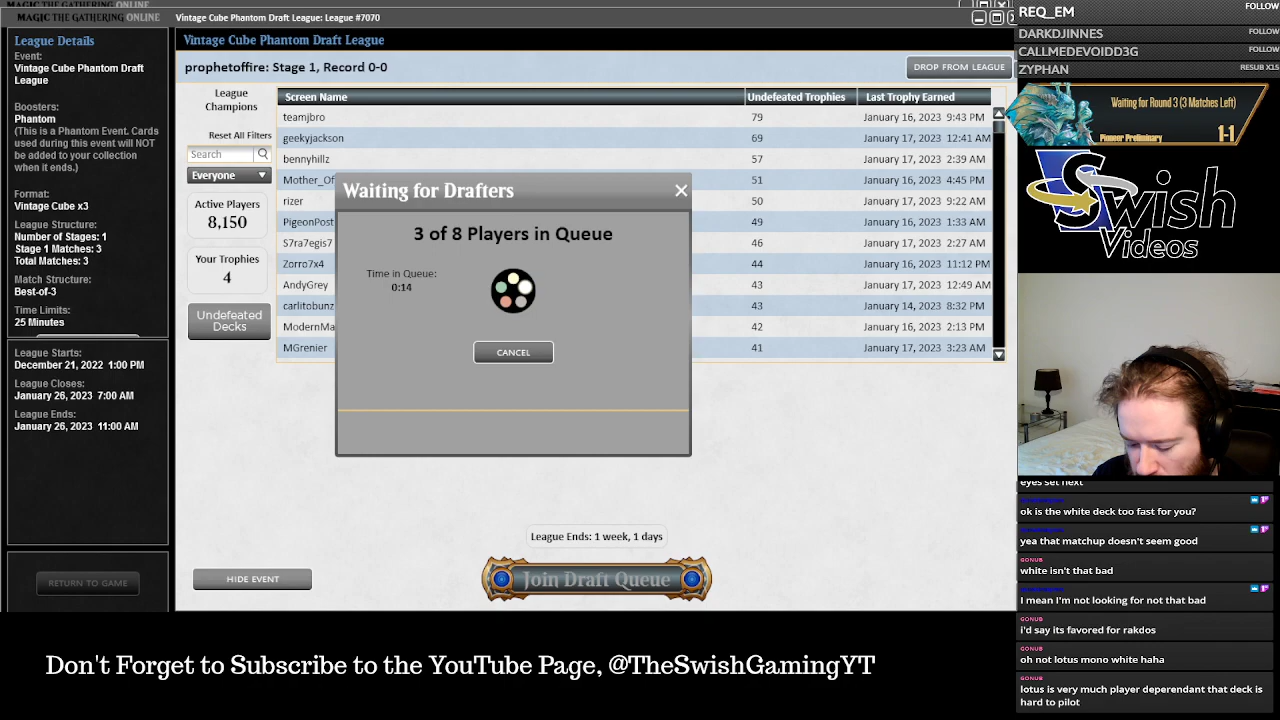 MAGIC THE GATHERING ONLINE
Vintage Cube Phantom Draft League: League #7070
League Details
Event:
Vintage Cube Phantom Draft
League
Boosters:
Phantom
(This is a Phantom Event. Cards
used during this event will NOT
be added to your collection
when it ends.)
Format:
Vintage Cube x3
League Structure:
Number of Stages: 1
Stage 1 Matches: 3
Total Matches: 3
Match Structure:
Best-of-3
Time Limits:
25 Minutes
League Starts:
December 21, 2022 1:00 PM
League Closes:
January 26, 2023 7:00 AM
League Ends:
January 26, 2023 11:00 AM
RETURN TO GAME
Vintage Cube Phantom Draft League
prophetoffire: Stage 1, Record 0-0
DROP FROM LEAGUE
League
Champions
Reset All Filters
Search
Everyone
Active Players
8,150
Your Trophies
4
Undefeated
Decks
Screen Name Undefeated Trophies Last Trophy Earned
teamjbro 79 January 16, 2023 9:43 PM
geekyjackson 69 January 17, 2023 12:41 AM
bennyhillz 57 January 17, 2023 2:39 AM
Mother_Of 51 January 16, 2023 4:45 PM
rizer 50 January 17, 2023 9:22 AM
PigeonPost 49 January 16, 2023 1:33 AM
S7ra7egis7 46 January 17, 2023 2:27 AM
Zorro7x4 44 January 16, 2023 11:12 PM
AndyGrey 43 January 17, 2023 12:49 AM
carlitobunz 43 January 14, 2023 8:32 PM
ModernMa 42 January 16, 2023 2:13 PM
MGrenier 41 January 17, 2023 3:23 AM
Waiting for Drafters
3 of 8 Players in Queue
Time in Queue:
0:14
CANCEL
League Ends: 1 week, 1 days
HIDE EVENT
Join Draft Queue
REQ_EM FOLLOW
DARKDJINNES FOLLOW
CALLMEDEVOIDD3G FOLLOW
ZYPHAN RESUB X15
Waiting for Round 3 (3 Matches Left)
Pioneer Preliminary 1-1
Swish
Videos
eyes set next
ok is the white deck too fast for you?
yea that matchup doesn't seem good
GONUB
white isn't that bad
I mean I'm not looking for not that bad
GONUB
i'd say its favored for rakdos
GONUB
oh not lotus mono white haha
GONUB
lotus is very much player deperendant that deck is
hard to pilot
Don't Forget to Subscribe to the YouTube Page, @TheSwishGamingYT